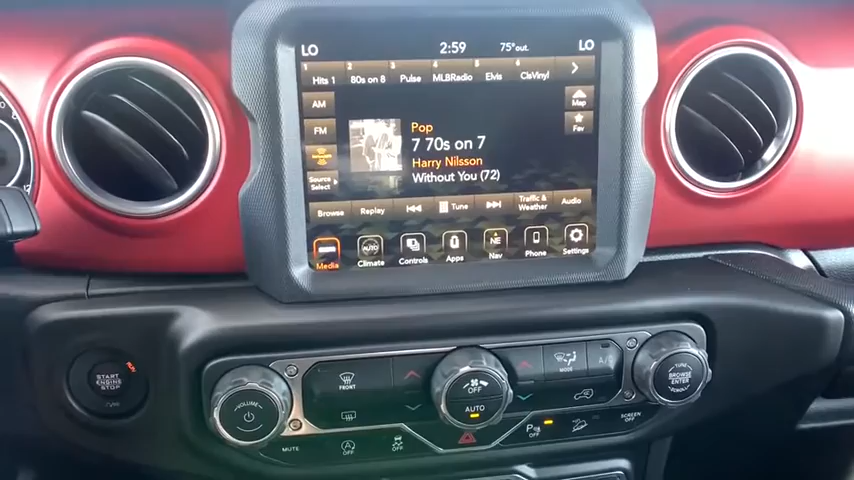 LO 2:59 75°out. LO
1 2 3 4 5 6
Hits 1 80s on 8 Pulse MLBRadio Elvis ClsVinyl
AM
FM
Source
Select
Map
Fav
Pop
7 70s on 7
Harry Nilsson
Without You (72)
Browse Replay Tune Traffic &
Weather Audio
Media Climate Controls Apps Nav Phone Settings
AUTO
NE
START
ENGINE
STOP
RUN
VOLUME
FRONT
REAR
OFF
AUTO
MODE
A/C
TUNE
SCROLL
BROWSE
ENTER
MUTE
OFF
OFF
SCREEN
OFF